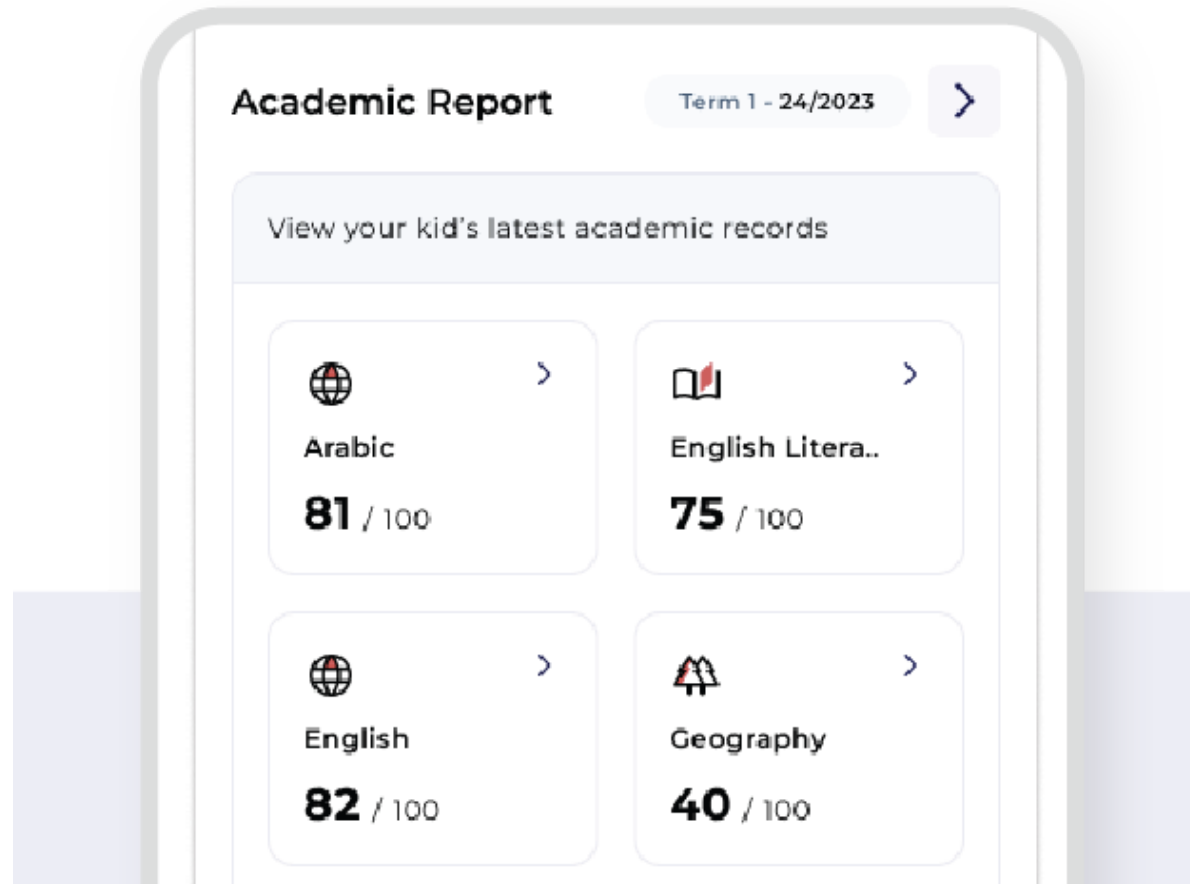 Academic Report
Term 1 - 24/2023
View your kid's latest academic records
Arabic
81 / 100
English Litera..
75 / 100
English
82 / 100
Geography
40 / 100